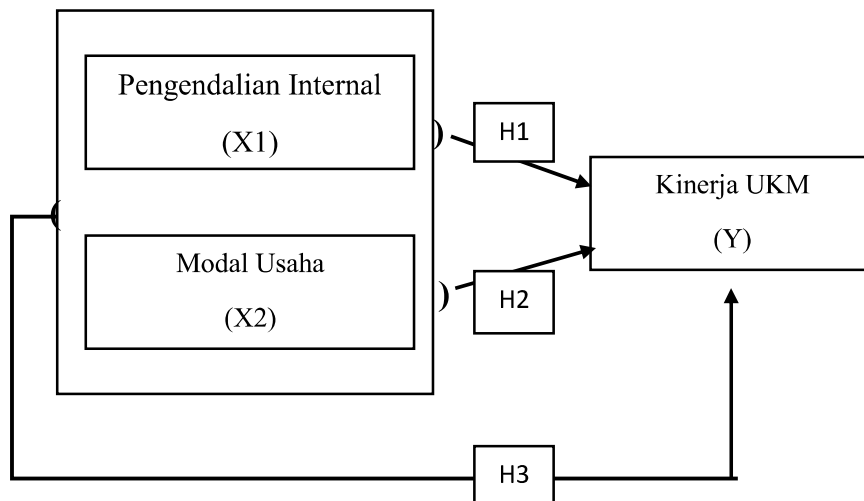 Pengendalian Internal
(X1)
H1
Kinerja UKM
(Y)
Modal Usaha
(X2)
H2
H3